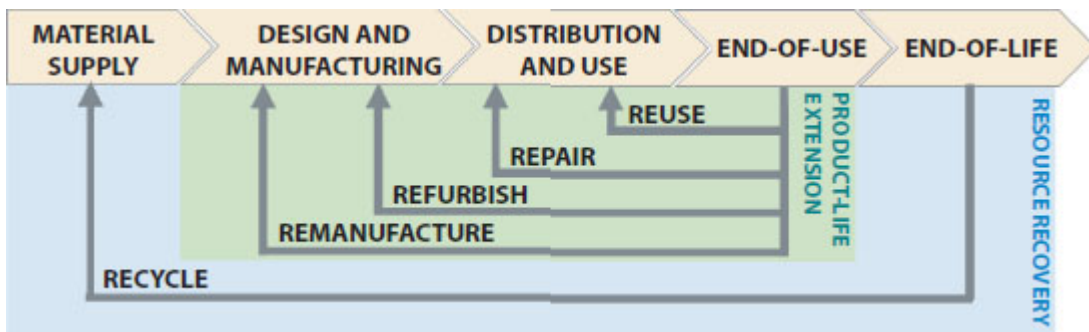 MATERIAL
SUPPLY
DESIGN AND
MANUFACTURING
DISTRIBUTION
AND USE
END-OF-USE
END-OF-LIFE
REUSE
REPAIR
REFURBISH
REMANUFACTURE
RECYCLE
PRODUCT-LIFE
EXTENSION
RESOURCE RECOVERY